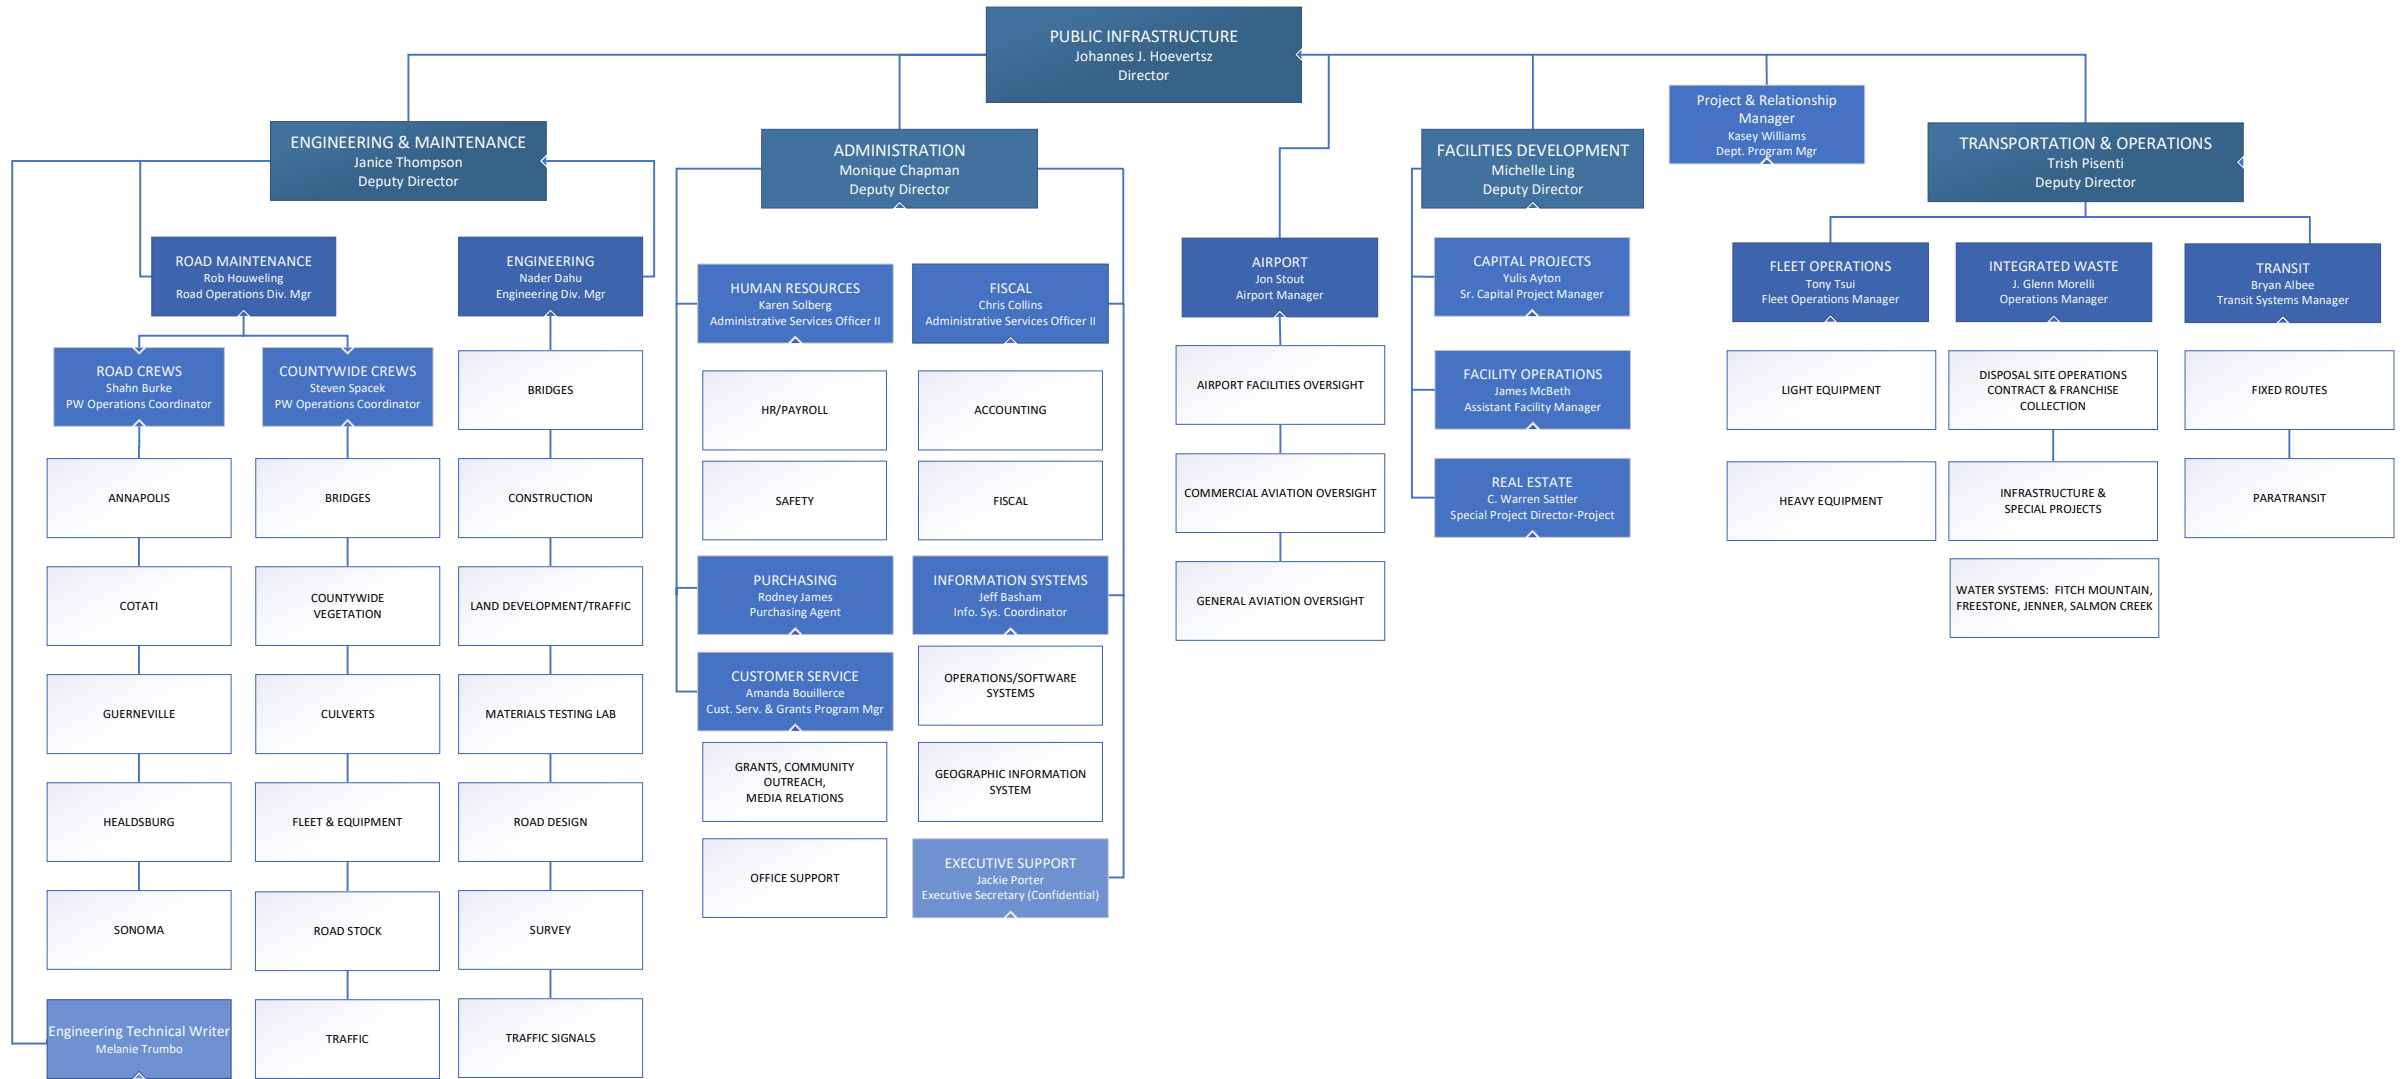 PUBLIC INFRASTRUCTURE
Johannes J. Hoevertsz
Director
ENGINEERING & MAINTENANCE
Janice Thompson
Deputy Director
ROAD MAINTENANCE
Rob Houweling
Road Operations Div. Mgr
ROAD CREWS
Shahn Burke
PW Operations Coordinator
ANNAPOLIS
COTATI
GUERNEVILLE
HEALDSBURG
SONOMA
Engineering Technical Writer
Melanie Trumbo
COUNTYWIDE CREWS
Steven Spacek
PW Operations Coordinator
BRIDGES
COUNTYWIDE
VEGETATION
CULVERTS
FLEET & EQUIPMENT
ROAD STOCK
TRAFFIC
ENGINEERING
Nader Dahu
Engineering Div. Mgr
BRIDGES
CONSTRUCTION
LAND DEVELOPMENT/TRAFFIC
MATERIALS TESTING LAB
ROAD DESIGN
SURVEY
TRAFFIC SIGNALS
ADMINISTRATION
Monique Chapman
Deputy Director
HUMAN RESOURCES
Karen Solberg
Administrative Services Officer II
HR/PAYROLL
SAFETY
PURCHASING
Rodney James
Purchasing Agent
CUSTOMER SERVICE
Amanda Bouillerce
Cust. Serv. & Grants Program Mgr
GRANTS, COMMUNITY
OUTREACH,
MEDIA RELATIONS
OFFICE SUPPORT
FISCAL
Chris Collins
Administrative Services Officer II
ACCOUNTING
FISCAL
INFORMATION SYSTEMS
Jeff Basham
Info. Sys. Coordinator
OPERATIONS/SOFTWARE
SYSTEMS
GEOGRAPHIC INFORMATION
SYSTEM
EXECUTIVE SUPPORT
Jackie Porter
Executive Secretary (Confidential)
AIRPORT
Jon Stout
Airport Manager
AIRPORT FACILITIES OVERSIGHT
COMMERCIAL AVIATION OVERSIGHT
GENERAL AVIATION OVERSIGHT
FACILITIES DEVELOPMENT
Michelle Ling
Deputy Director
CAPITAL PROJECTS
Yulis Ayton
Sr. Capital Project Manager
FACILITY OPERATIONS
James McBeth
Assistant Facility Manager
REAL ESTATE
C. Warren Sattler
Special Project Director-Project
Project & Relationship
Manager
Kasey Williams
Dept. Program Mgr
TRANSPORTATION & OPERATIONS
Trish Pisenti
Deputy Director
FLEET OPERATIONS
Tony Tsui
Fleet Operations Manager
LIGHT EQUIPMENT
HEAVY EQUIPMENT
INTEGRATED WASTE
J. Glenn Morelli
Operations Manager
DISPOSAL SITE OPERATIONS
CONTRACT & FRANCHISE
COLLECTION
INFRASTRUCTURE &
SPECIAL PROJECTS
WATER SYSTEMS: FITCH MOUNTAIN,
FREESTONE, JENNER, SALMON CREEK
TRANSIT
Bryan Albee
Transit Systems Manager
FIXED ROUTES
PARATRANSIT